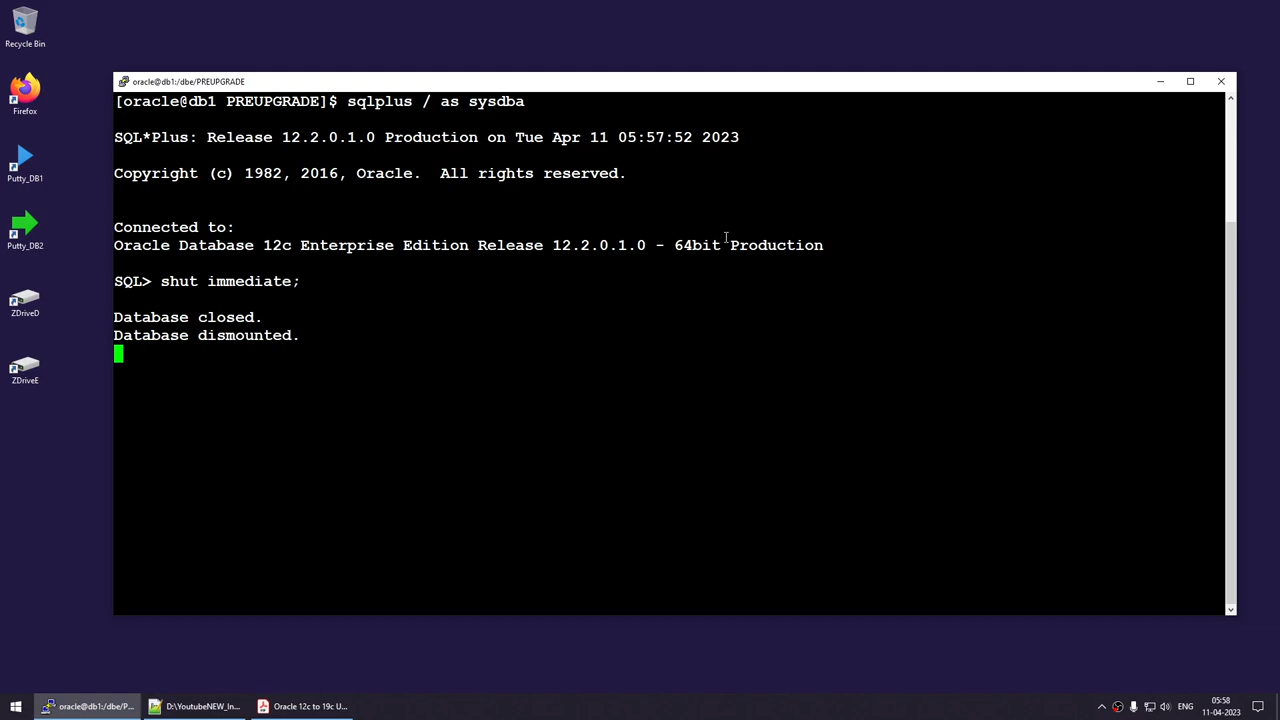 Recycle Bin
Firefox
Putty_DB1
Putty_DB2
ZDriveD
ZDriveE
oracle@db1:/dbe/PREUPGRADE
[oracle@db1 PREUPGRADE]$ sqlplus / as sysdba
SQL*Plus: Release 12.2.0.1.0 Production on Tue Apr 11 05:57:52 2023
Copyright (c) 1982, 2016, Oracle.  All rights reserved.
Connected to:
Oracle Database 12c Enterprise Edition Release 12.2.0.1.0 - 64bit Production
SQL> shut immediate;
Database closed.
Database dismounted.
oracle@db1:/dbe/P...
D:\YoutubeNEW_In...
Oracle 12c to 19c U...
ENG
05:58
11-04-2023